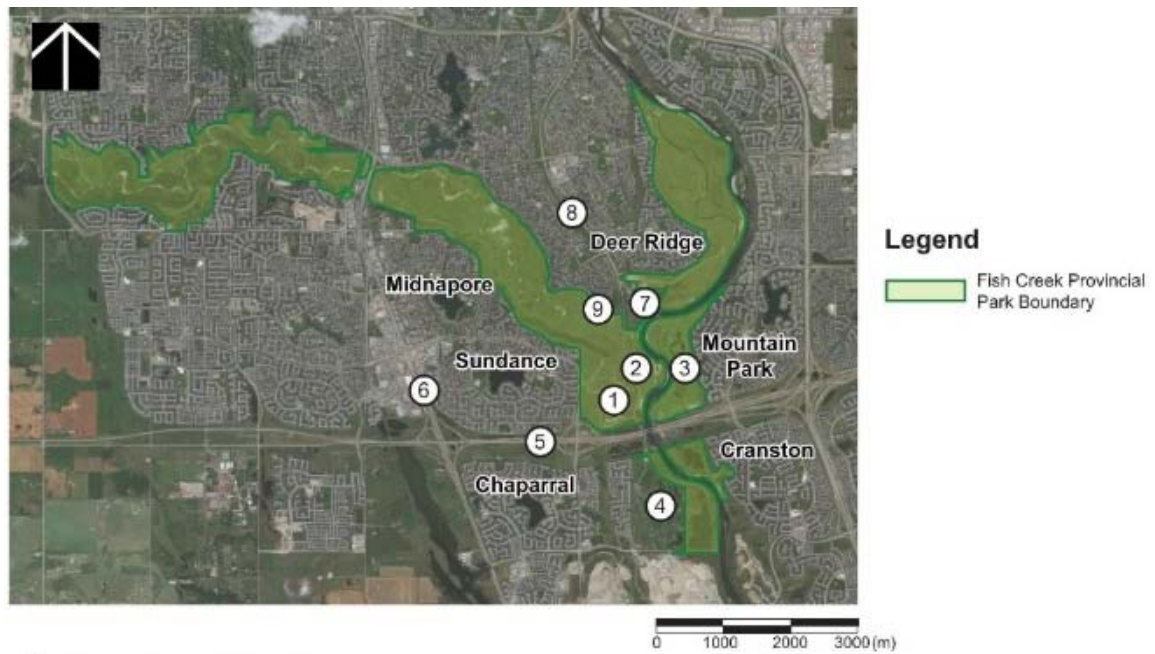 8
Deer Ridge
Midnapore
9
7
Mountain
Park
Sundance
2
3
6
1
5
Cranston
Chaparral
4
Legend
Fish Creek Provincial
Park Boundary
0 1000 2000 3000 (m)